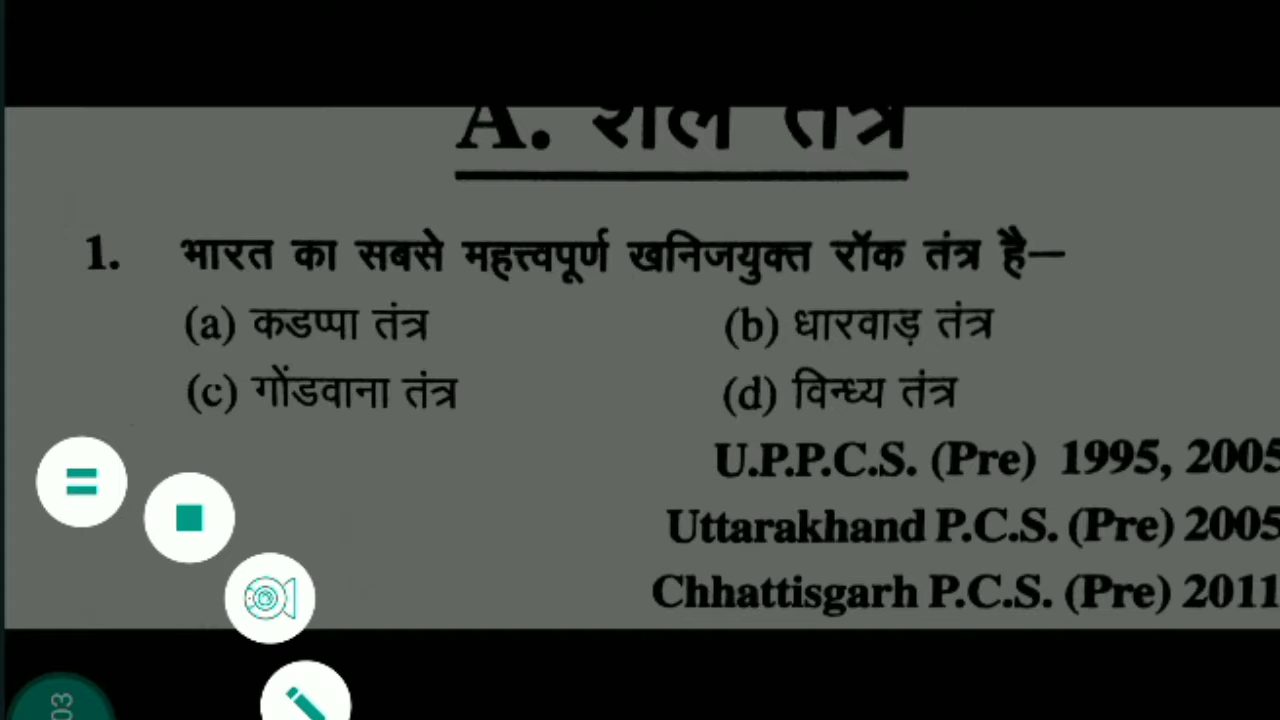 A. शैल तंत्र
1. भारत का सबसे महत्त्वपूर्ण खनिजयुक्त रॉक तंत्र है—
(a) कडप्पा तंत्र (b) धारवाड़ तंत्र
(c) गोंडवाना तंत्र (d) विन्ध्य तंत्र
U.P.P.C.S. (Pre) 1995, 2005
Uttarakhand P.C.S. (Pre) 2005
Chhattisgarh P.C.S. (Pre) 2011
03